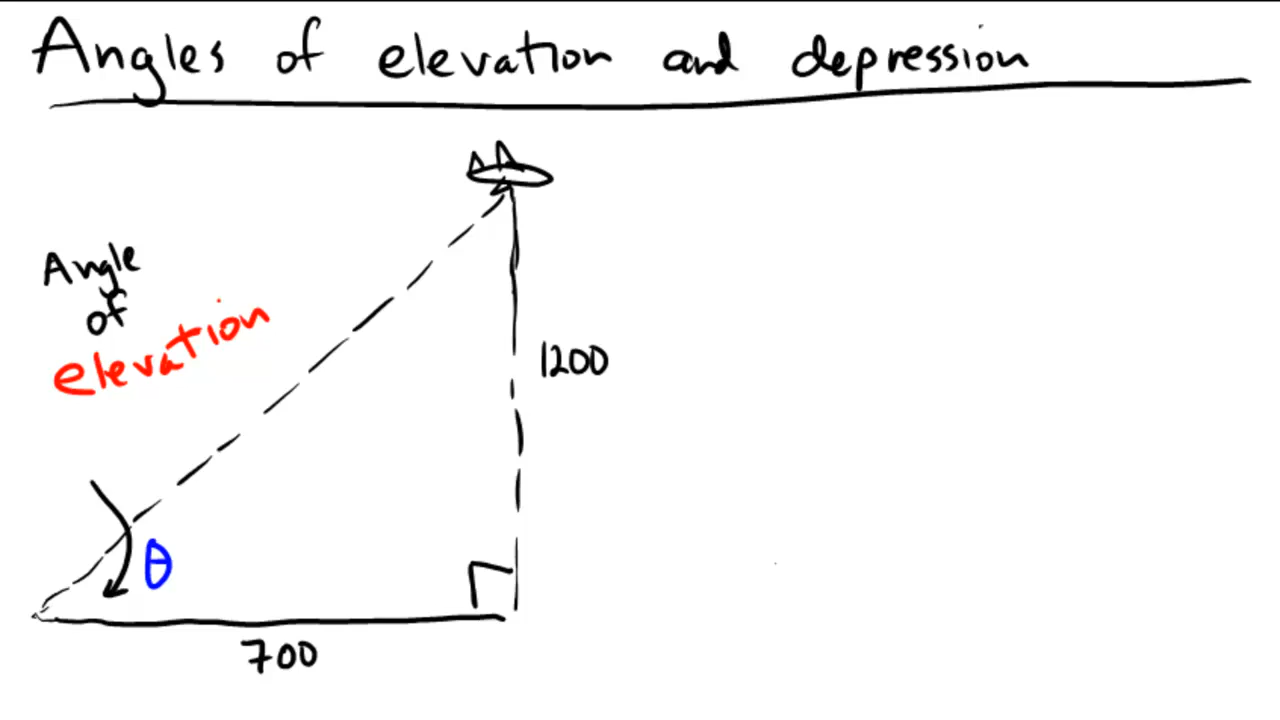 Angles of elevation and depression
Angle
of
elevation
1200
θ
700